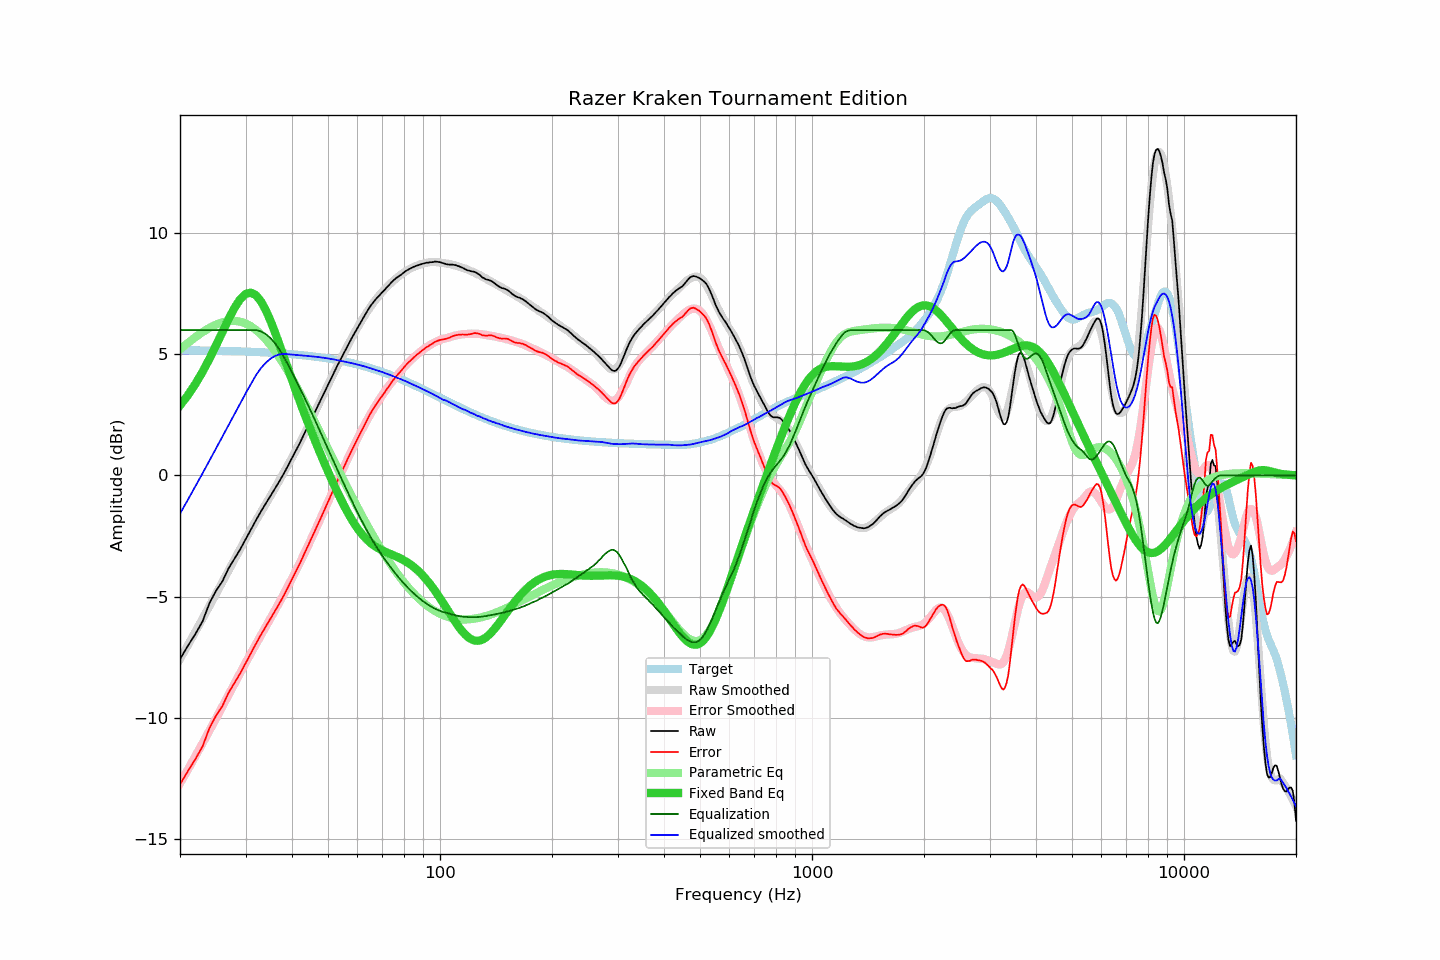 Razer Kraken Tournament Edition
Amplitude (dBr)
10
5
0
−5
−10
−15
Target
Raw Smoothed
Error Smoothed
Raw
Error
Parametric Eq
Fixed Band Eq
Equalization
Equalized smoothed
100
1000
10000
Frequency (Hz)